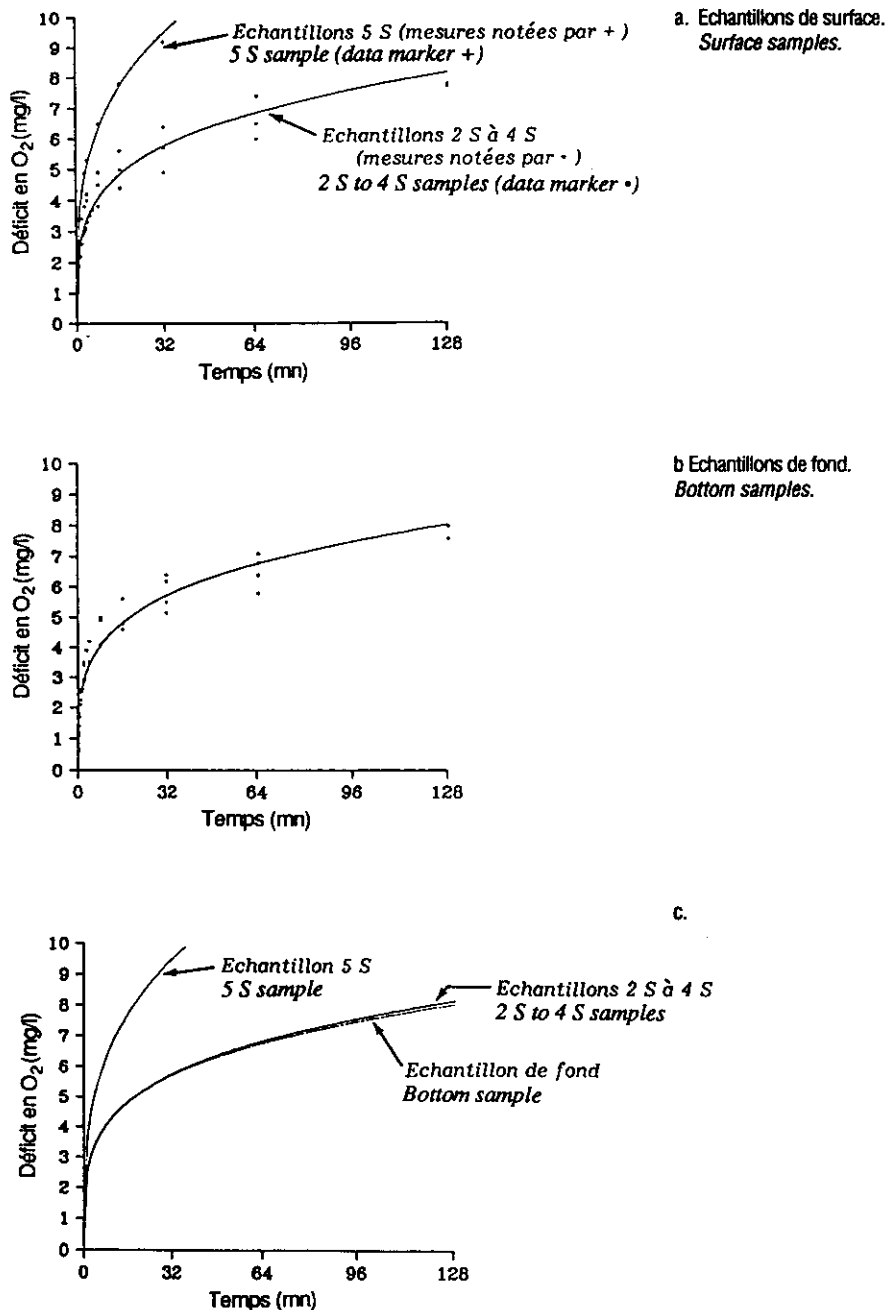 a. Echantillons de surface.
Surface samples.
Echantillons 5 S (mesures notées par + )
5 S sample (data marker +)
Echantillons 2 S à 4 S
(mesures notées par • )
2 S to 4 S samples (data marker •)
Déficit en O2 (mg/l)
10
9
8
7
6
5
4
3
2
1
0
0 32 64 96 128
Temps (mn)
b Echantillons de fond.
Bottom samples.
Déficit en O2 (mg/l)
10
9
8
7
6
5
4
3
2
1
0
0 32 64 96 128
Temps (mn)
c.
Echantillon 5 S
5 S sample
Echantillons 2 S à 4 S
2 S to 4 S samples
Echantillon de fond
Bottom sample
Déficit en O2 (mg/l)
10
9
8
7
6
5
4
3
2
1
0
0 32 64 96 128
Temps (mn)